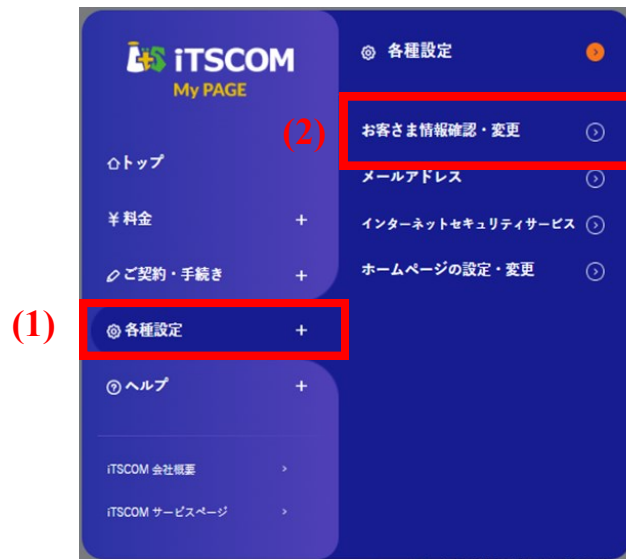 iTSCOM
My PAGE
トップ
¥料金 +
ご契約・手続き +
(1)
各種設定 +
ヘルプ +
iTSCOM 会社概要 >
iTSCOM サービスページ >
各種設定
(2)
お客さま情報確認・変更
メールアドレス
インターネットセキュリティサービス
ホームページの設定・変更